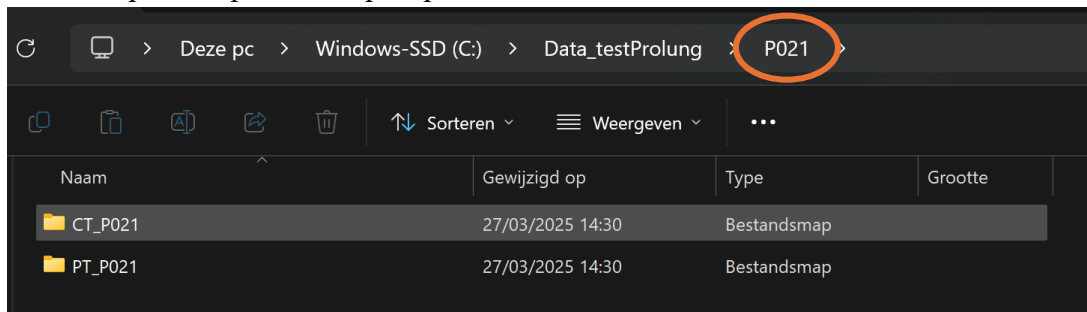 Deze pc > Windows-SSD (C:) > Data_testProlung > P021 >
Sorteren Weergeven
Naam Gewijzigd op Type Grootte
CT_P021 27/03/2025 14:30 Bestandsmap
PT_P021 27/03/2025 14:30 Bestandsmap